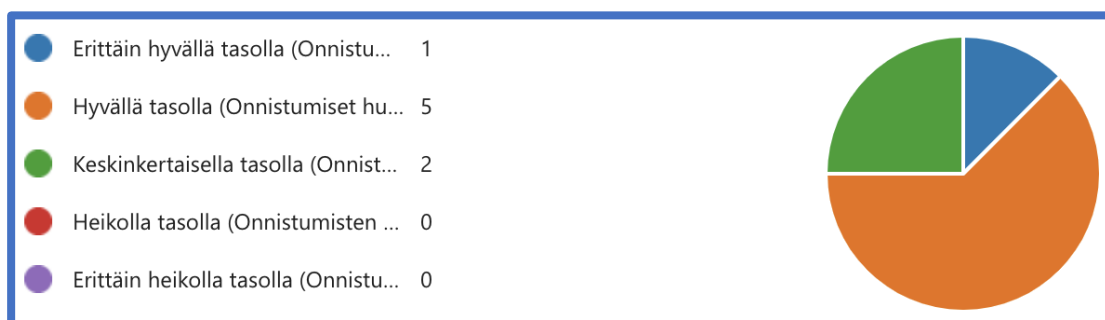 Erittäin hyvällä tasolla (Onnistu... 1
Hyvällä tasolla (Onnistumiset hu... 5
Keskinkertaisella tasolla (Onnist... 2
Heikolla tasolla (Onnistumisten ... 0
Erittäin heikolla tasolla (Onnistu... 0